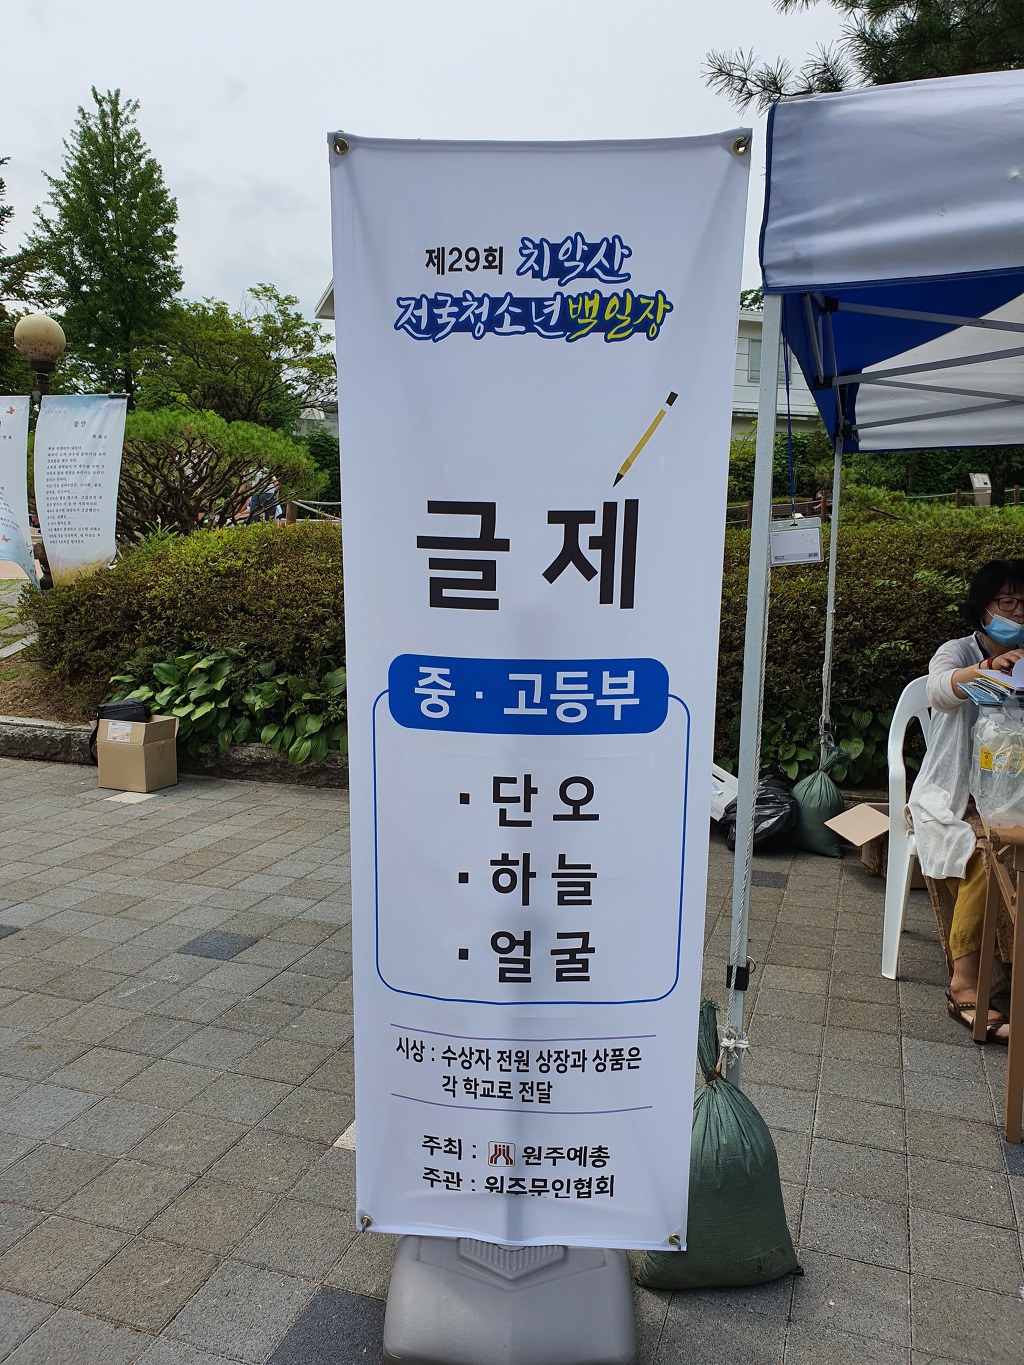 제29회 치악산
전국청소년백일장
글제
중·고등부
· 단오
· 하늘
· 얼굴
시상 : 수상자 전원 상장과 상품은
각 학교로 전달
주최 : 원주예총
주관 : 원주문인협회